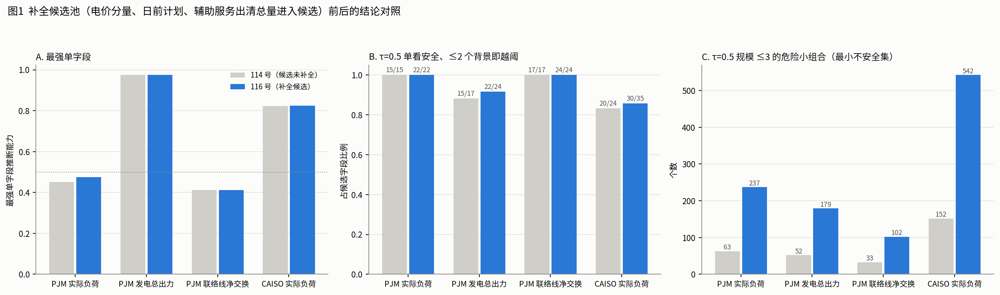 图1 补全候选池（电价分量、日前计划、辅助服务出清总量进入候选）前后的结论对照
A. 最强单字段
最强单字段推断能力
1.0
0.8
0.6
0.4
0.2
0.0
114 号（候选未补全）
116 号（补全候选）
PJM 实际负荷
PJM 发电总出力
PJM 联络线净交换
CAISO 实际负荷
B. τ=0.5 单看安全、≤2 个背景即越阈
占候选字段比例
1.0
0.8
0.6
0.4
0.2
0.0
15/15
22/22
15/17
22/24
17/17
24/24
20/24
30/35
PJM 实际负荷
PJM 发电总出力
PJM 联络线净交换
CAISO 实际负荷
C. τ=0.5 规模 ≤3 的危险小组合（最小不安全集）
个数
500
400
300
200
100
0
63
237
52
179
33
102
152
542
PJM 实际负荷
PJM 发电总出力
PJM 联络线净交换
CAISO 实际负荷